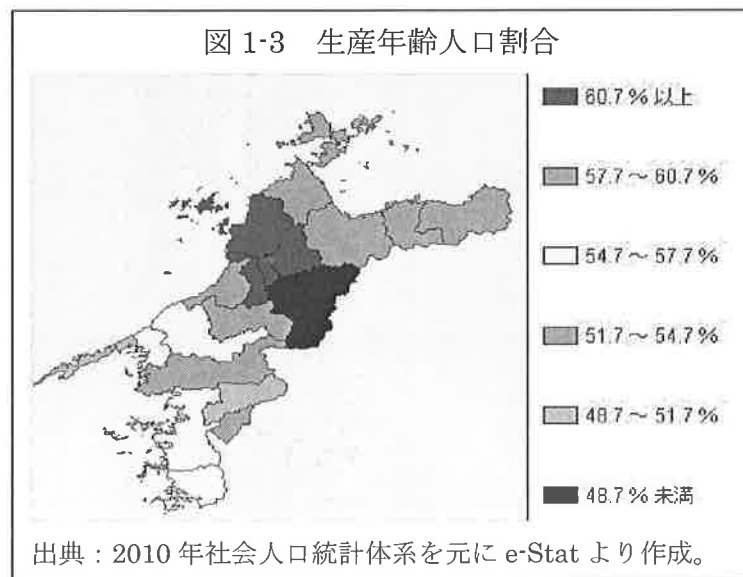 図 1-3　生産年齢人口割合
60.7 % 以上
57.7 ～ 60.7 %
54.7 ～ 57.7 %
51.7 ～ 54.7 %
48.7 ～ 51.7 %
48.7 % 未満
出典：2010 年社会人口統計体系を元に e-Stat より作成。